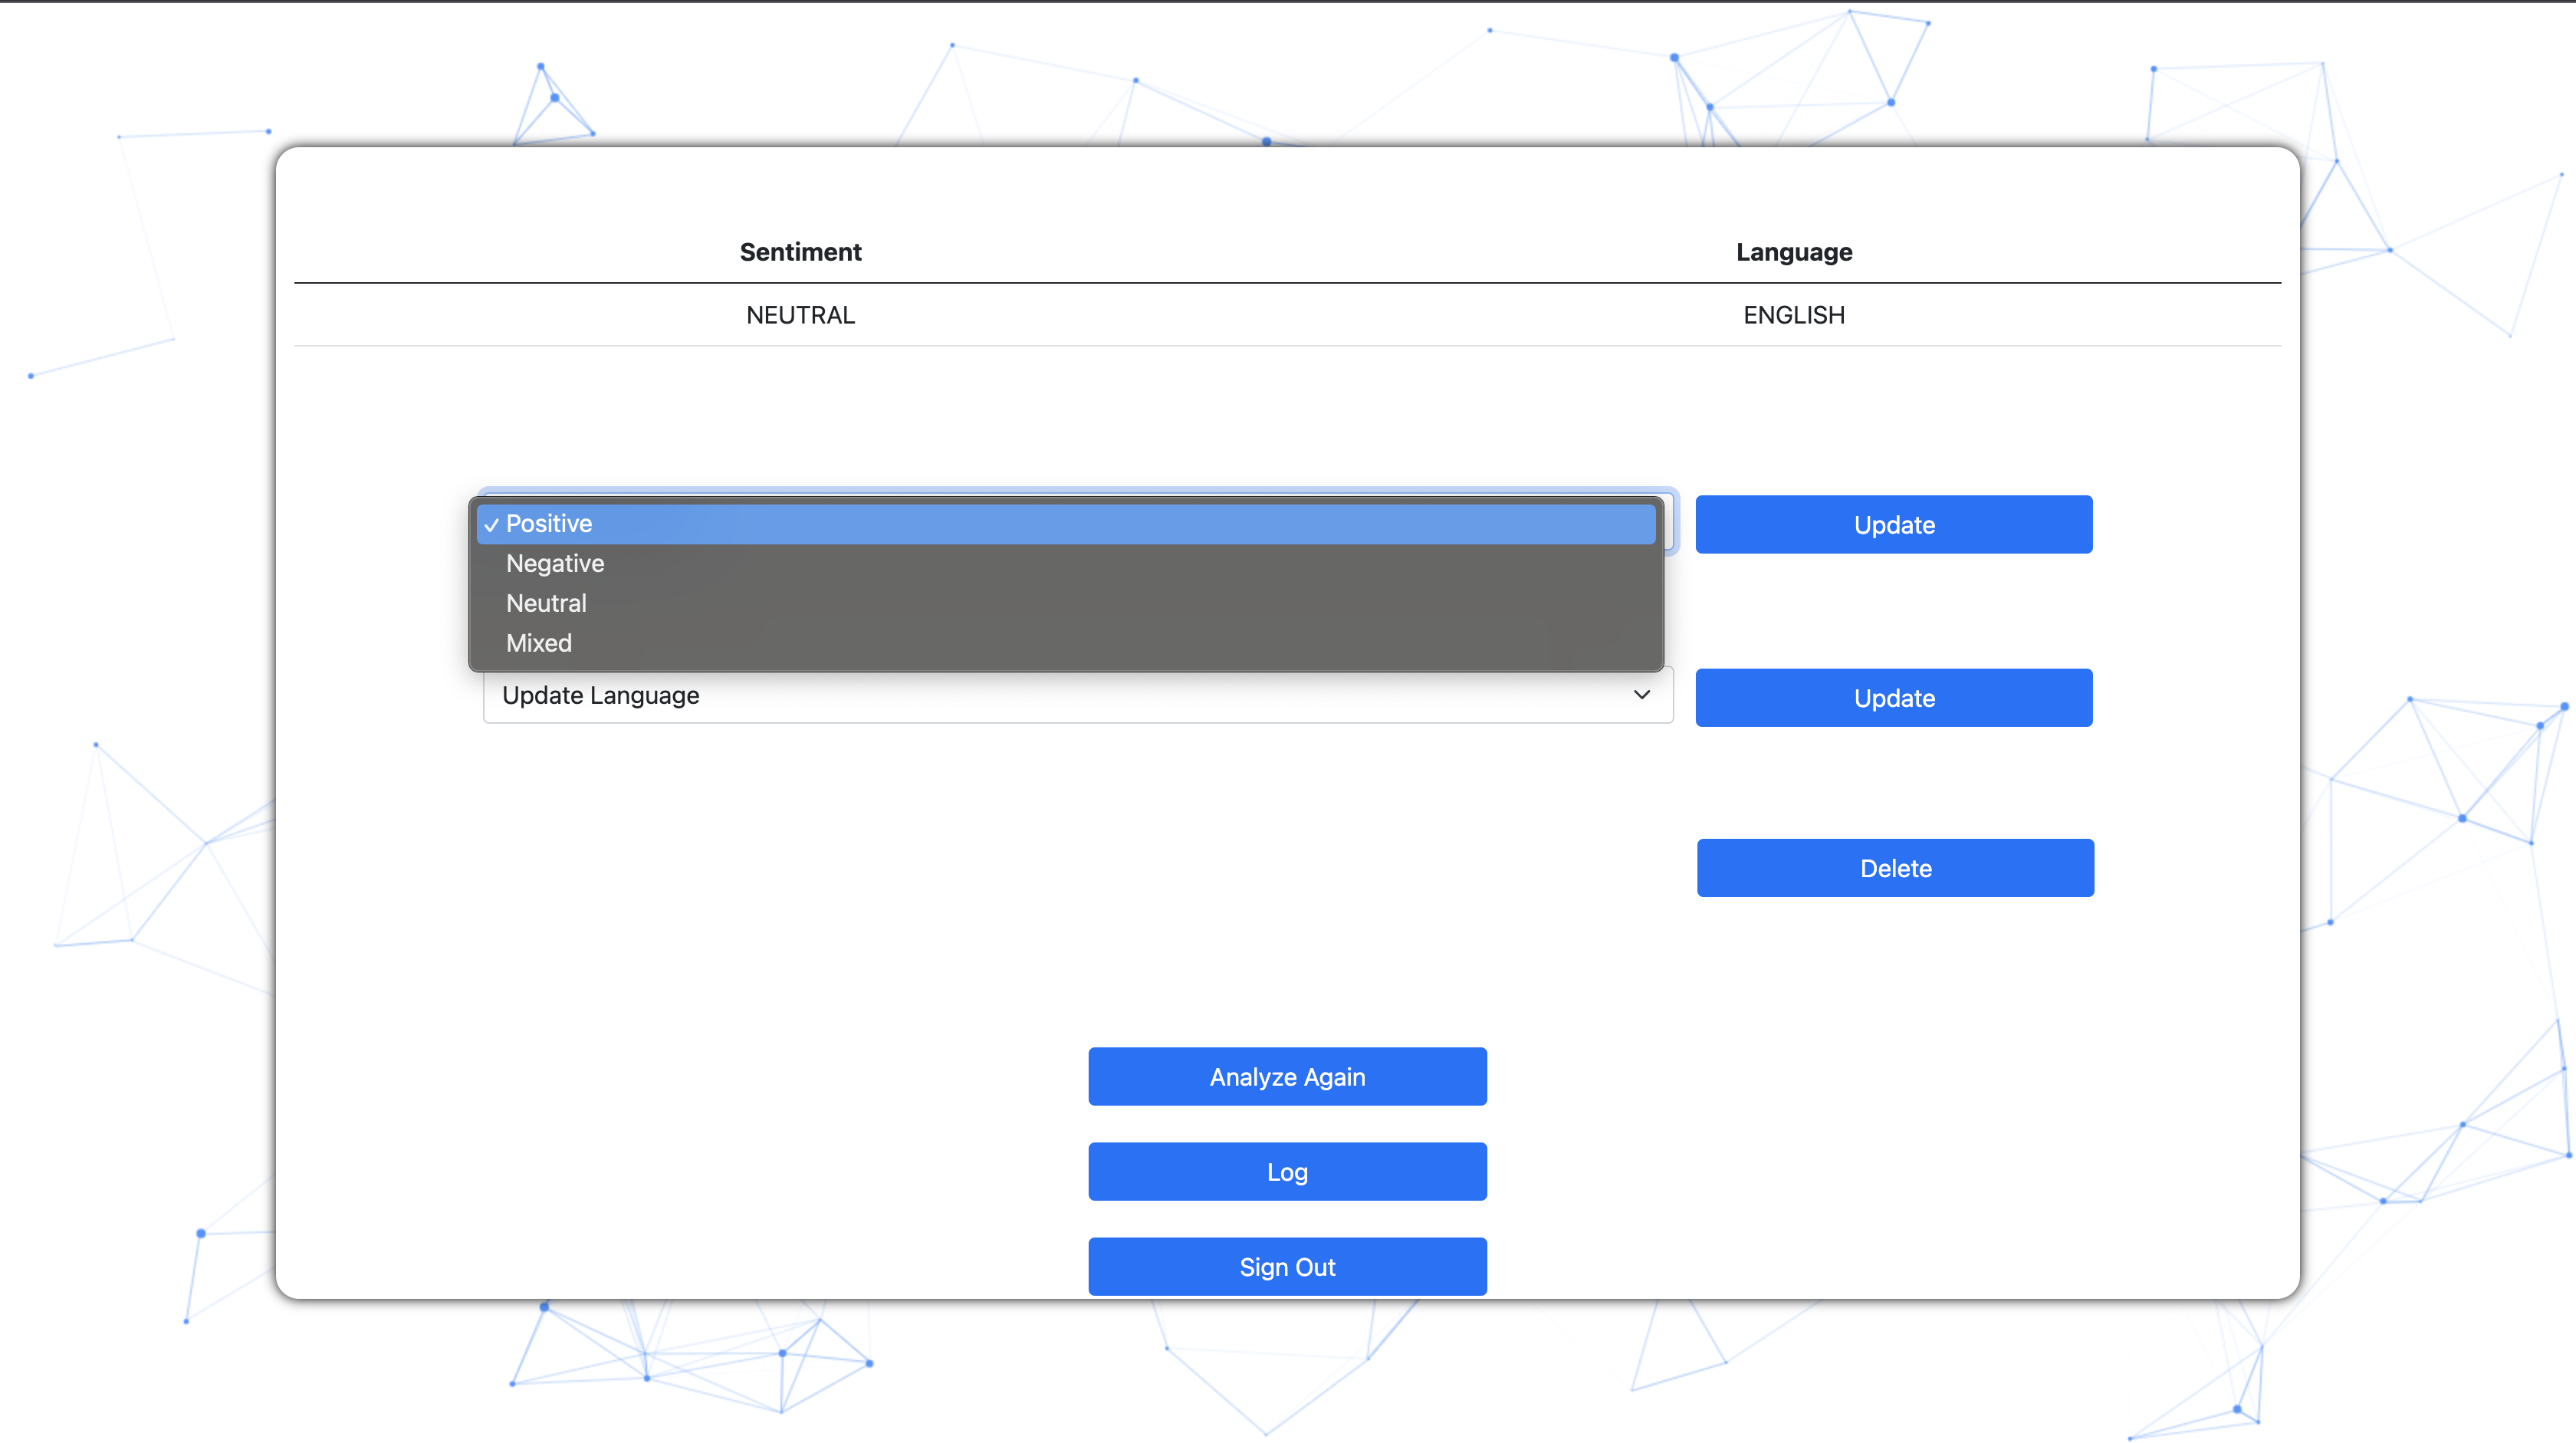 Sentiment Language
NEUTRAL ENGLISH
✓ Positive
Update
Negative
Neutral
Mixed
Update Language
Update
Delete
Analyze Again
Log
Sign Out